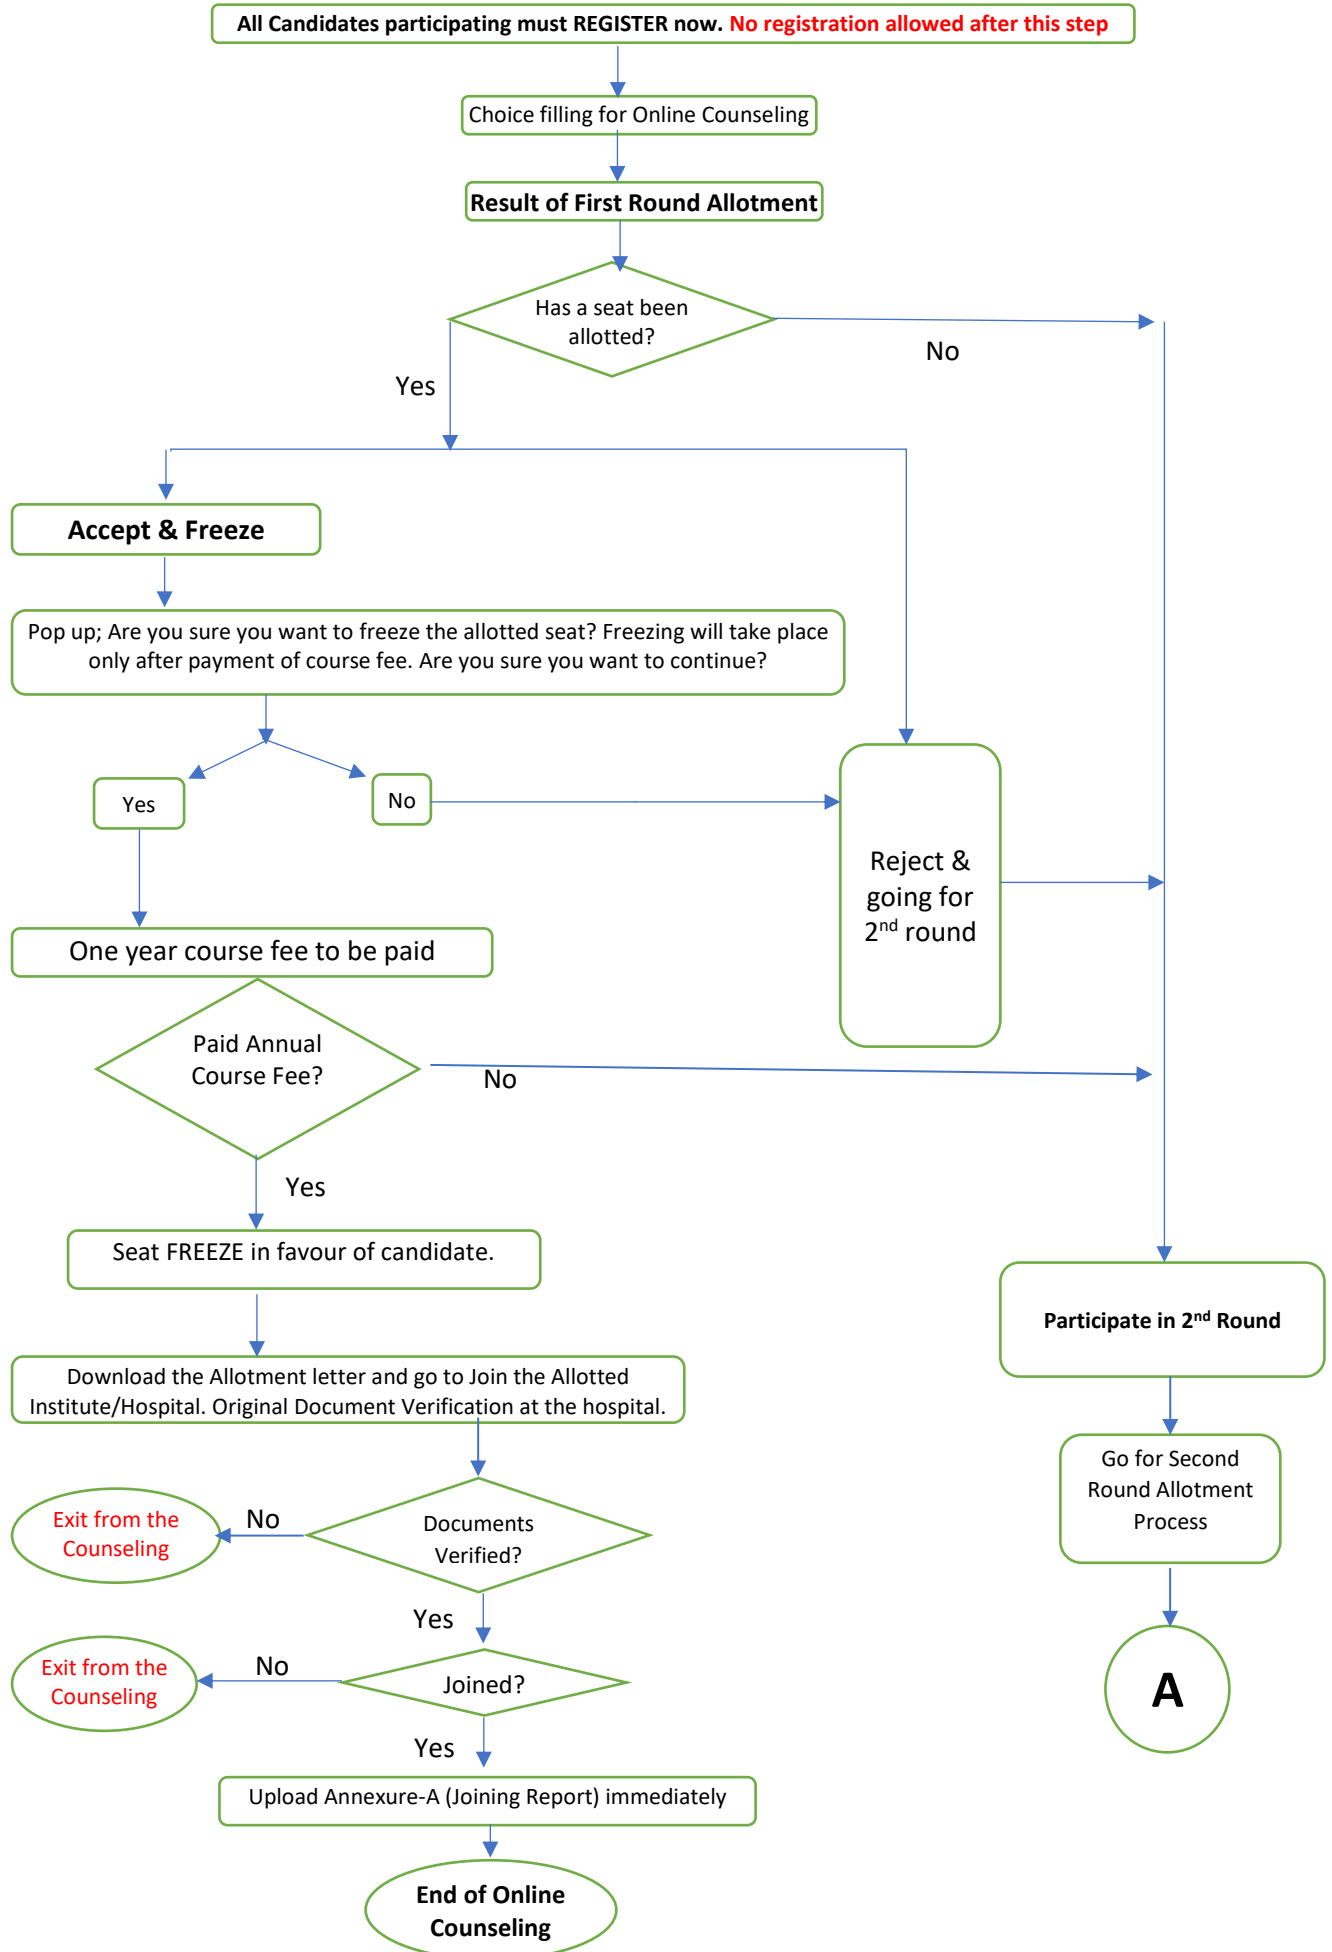 All Candidates participating must REGISTER now. No registration allowed after this step
Choice filling for Online Counseling
Result of First Round Allotment
Has a seat been
allotted?
No
Yes
Accept & Freeze
Pop up; Are you sure you want to freeze the allotted seat? Freezing will take place
only after payment of course fee. Are you sure you want to continue?
Yes
No
Reject &
going for
2nd round
One year course fee to be paid
Paid Annual
Course Fee?
No
Yes
Seat FREEZE in favour of candidate.
Participate in 2nd Round
Download the Allotment letter and go to Join the Allotted
Institute/Hospital. Original Document Verification at the hospital.
Go for Second
Round Allotment
Process
Exit from the
Counseling
No
Documents
Verified?
Yes
Exit from the
Counseling
No
Joined?
A
Yes
Upload Annexure-A (Joining Report) immediately
End of Online
Counseling